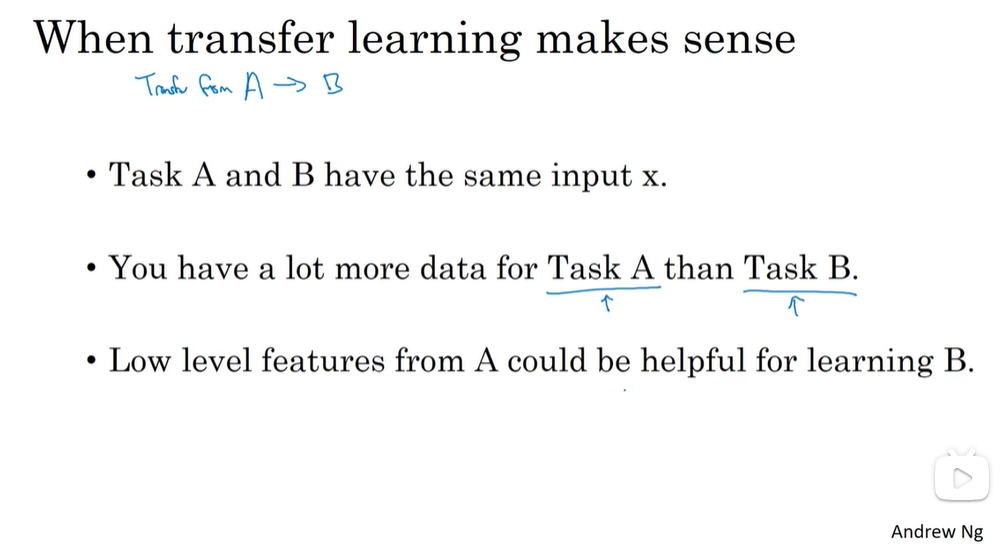 When transfer learning makes sense
Transfer from A → B
• Task A and B have the same input x.
• You have a lot more data for Task A than Task B.
• Low level features from A could be helpful for learning B.
Andrew Ng